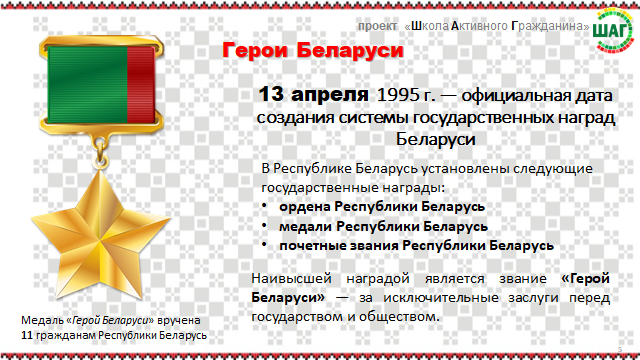 проект «Школа Активного Гражданина»
ШАГ
Герои Беларуси
13 апреля 1995 г. — официальная дата
создания системы государственных наград
Беларуси
В Республике Беларусь установлены следующие
государственные награды:
• ордена Республики Беларусь
• медали Республики Беларусь
• почетные звания Республики Беларусь
Наивысшей наградой является звание «Герой
Беларуси» — за исключительные заслуги перед
государством и обществом.
Медаль «Герой Беларуси» вручена
11 гражданам Республики Беларусь
5